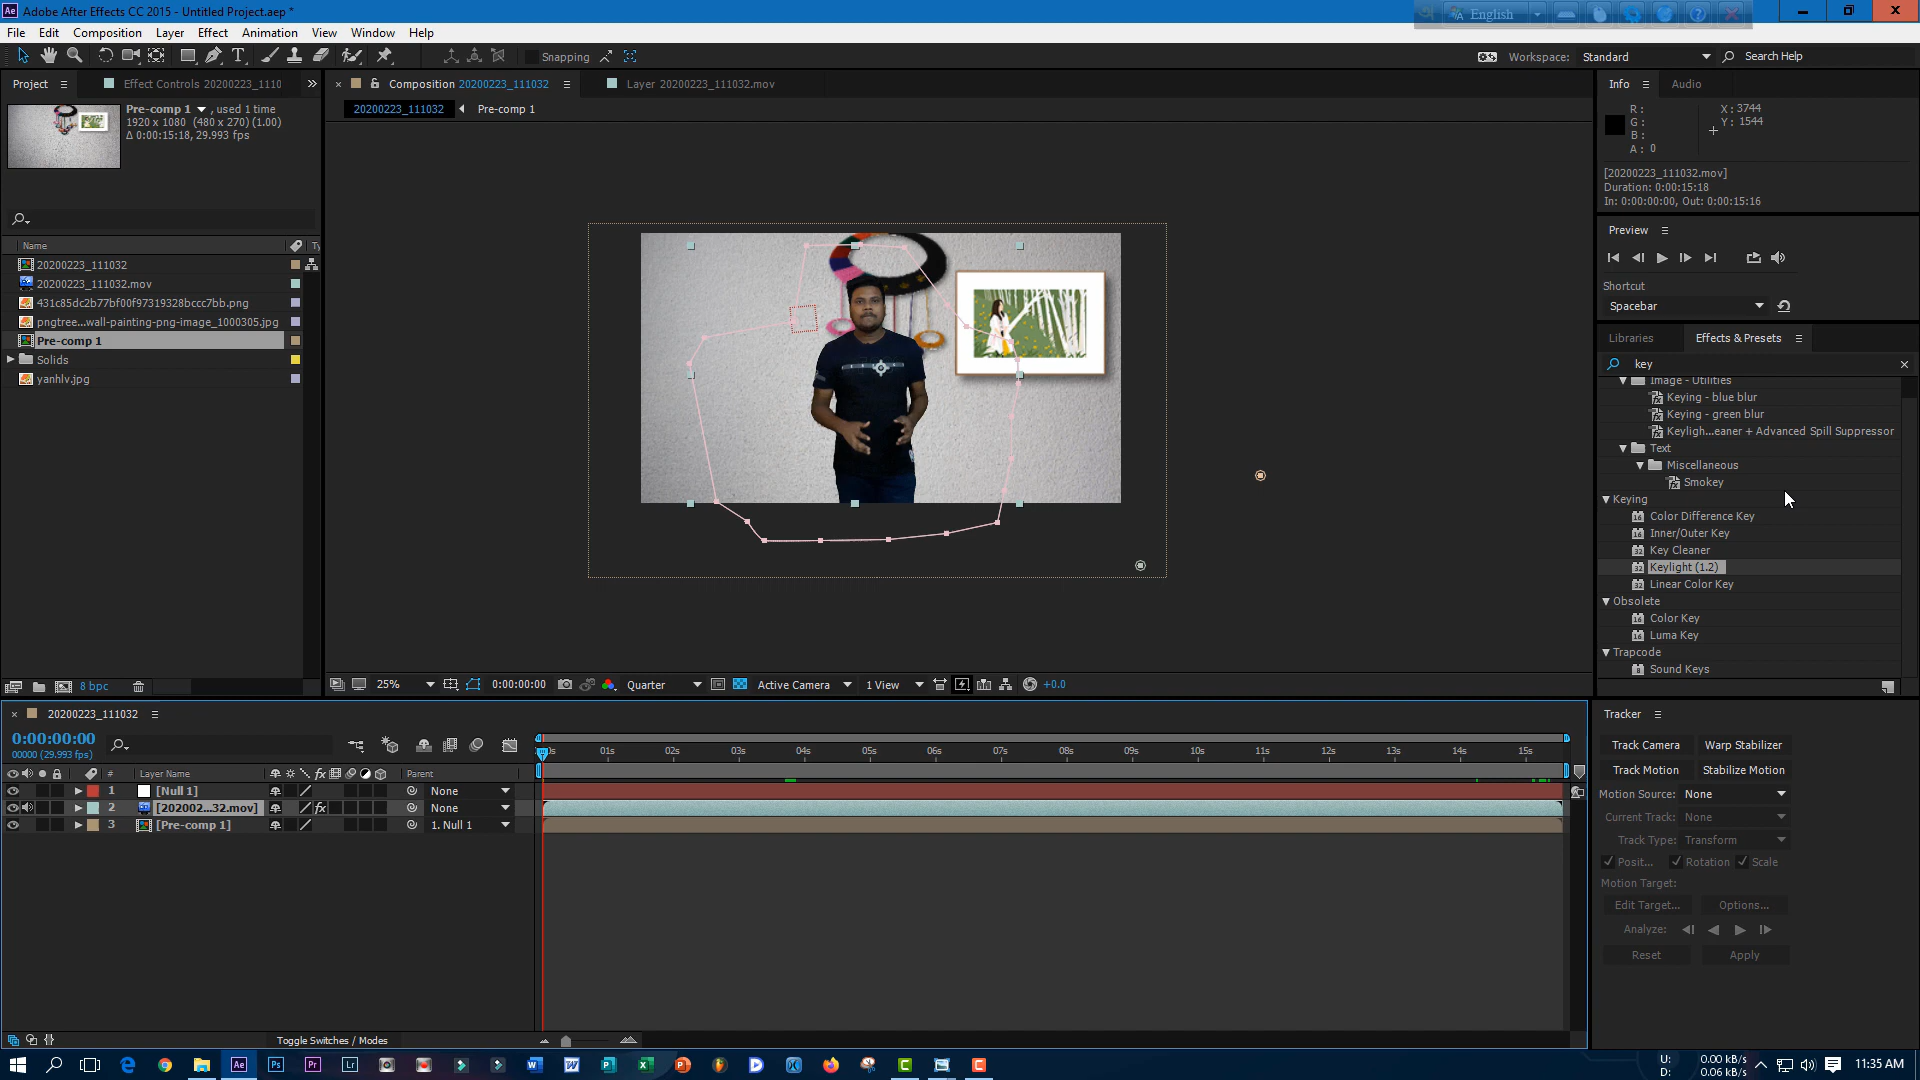 Adobe After Effects CC 2015 - Untitled Project.aep *
English
File Edit Composition Layer Effect Animation View Window Help
Snapping
Workspace: Standard
Search Help
Project
Effect Controls 20200223_1110
Composition 20200223_111032
Layer 20200223_111032.mov
20200223_111032
Pre-comp 1
Pre-comp 1 , used 1 time
1920 x 1080 (480 x 270) (1.00)
Δ 0:00:15:18, 29.993 fps
Name
Ty
20200223_111032
20200223_111032.mov
431c85dc2b77bf00f97319328bccc7bb.png
pngtree...wall-painting-png-image_1000305.jpg
Pre-comp 1
Solids
yanhlv.jpg
8 bpc
25%
0:00:00:00
Quarter
Active Camera
1 View
+0.0
Info
Audio
R :
G :
B :
A : 0
X : 3744
Y : 1544
[20200223_111032.mov]
Duration: 0:00:15:18
In: 0:00:00:00, Out: 0:00:15:16
Preview
Shortcut
Spacebar
Libraries
Effects & Presets
key
Image - Utilities
Keying - blue blur
Keying - green blur
Keyligh...eaner + Advanced Spill Suppressor
Text
Miscellaneous
Smokey
Keying
Color Difference Key
Inner/Outer Key
Key Cleaner
Keylight (1.2)
Linear Color Key
Obsolete
Color Key
Luma Key
Trapcode
Sound Keys
20200223_111032
0:00:00:00
00000 (29.993 fps)
0s 01s 02s 03s 04s 05s 06s 07s 08s 09s 10s 11s 12s 13s 14s 15s
# Layer Name
Parent
1 [Null 1] None
2 [202002...32.mov] None
3 [Pre-comp 1] 1. Null 1
Toggle Switches / Modes
Tracker
Track Camera Warp Stabilizer
Track Motion Stabilize Motion
Motion Source: None
Current Track: None
Track Type: Transform
Posit... Rotation Scale
Motion Target:
Edit Target... Options...
Analyze:
Reset Apply
U: 0.00 kB/s
D: 0.06 kB/s
11:35 AM